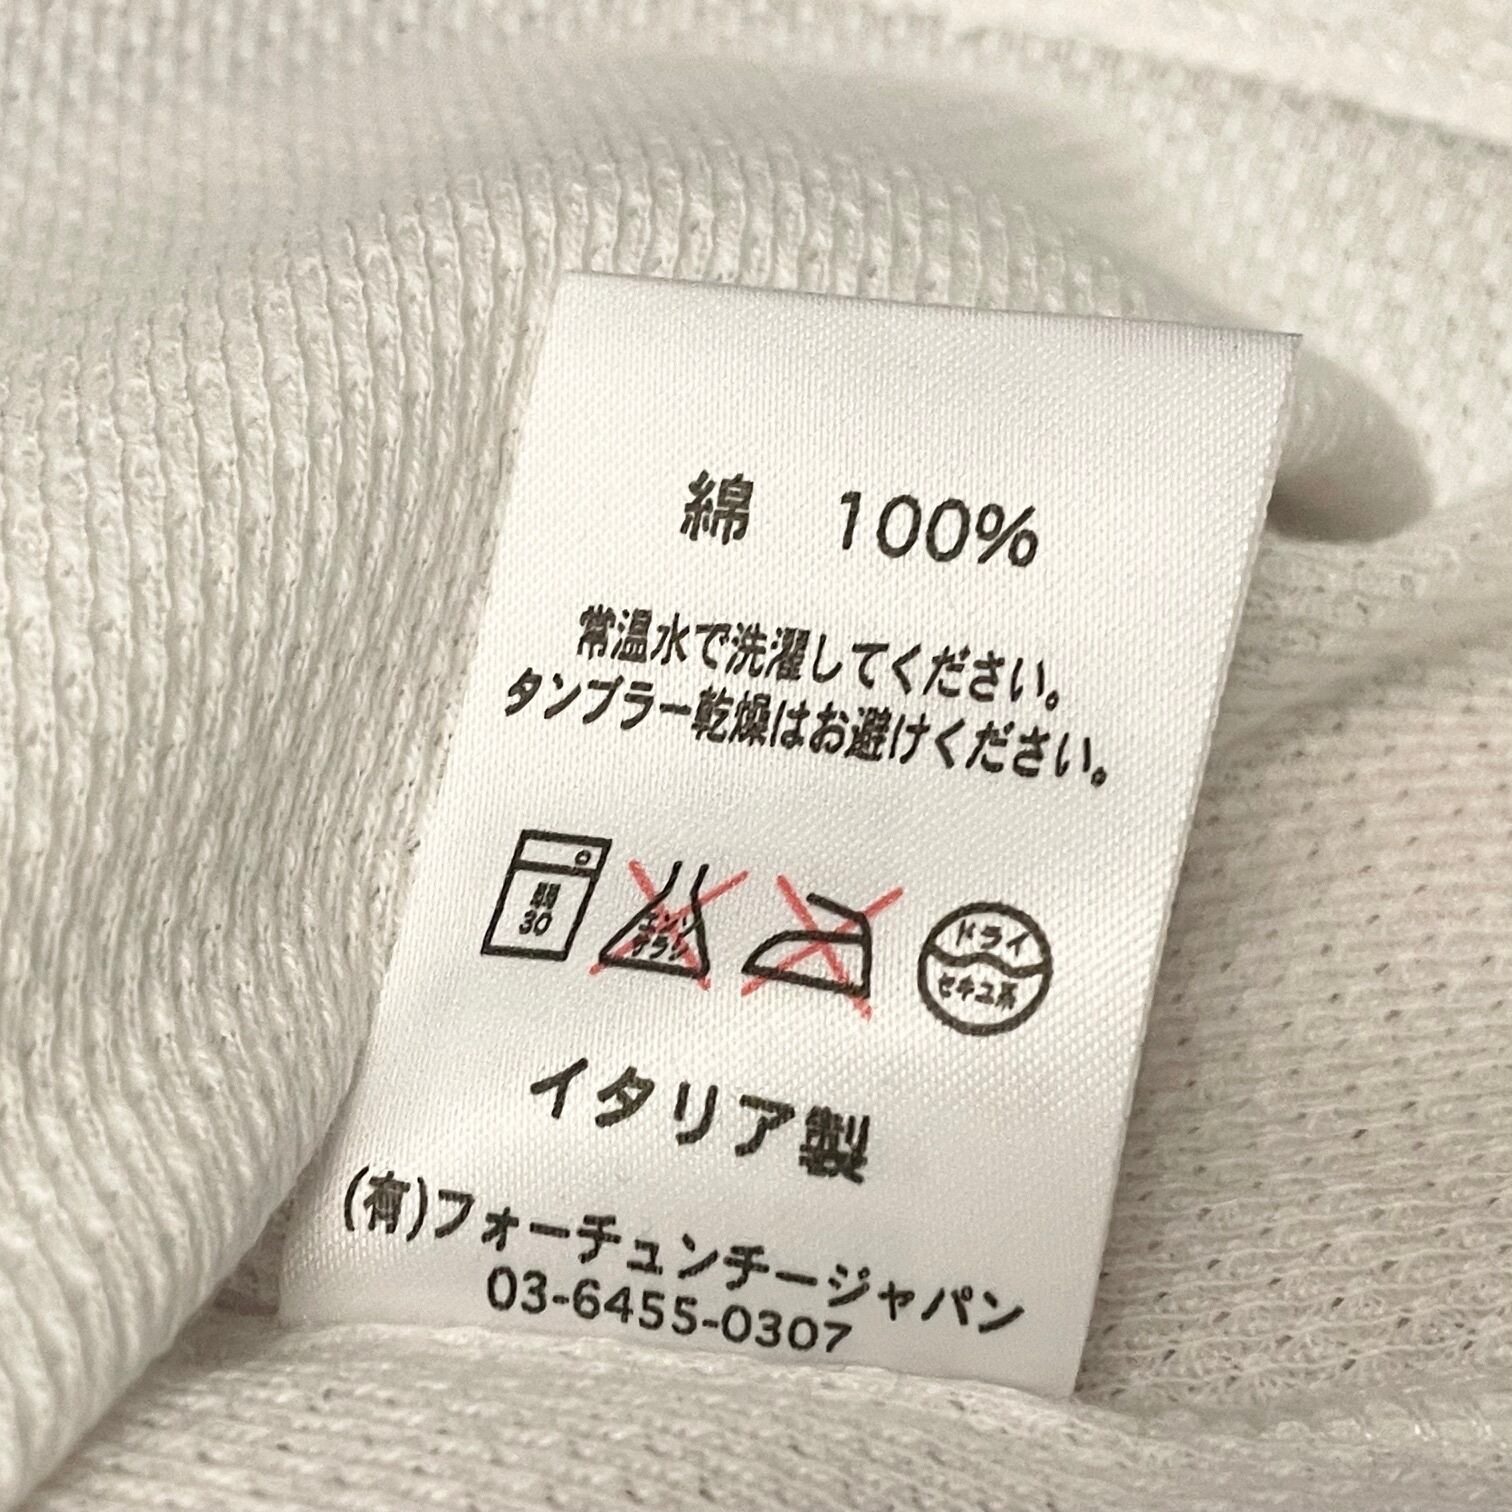 綿 100%
常温水で洗濯してください。
タンブラー乾燥はお避けください。
弱
30
エンソ
サラシ
ドライ
セキユ系
イタリア製
(有)フォーチュンチージャパン
03-6455-0307